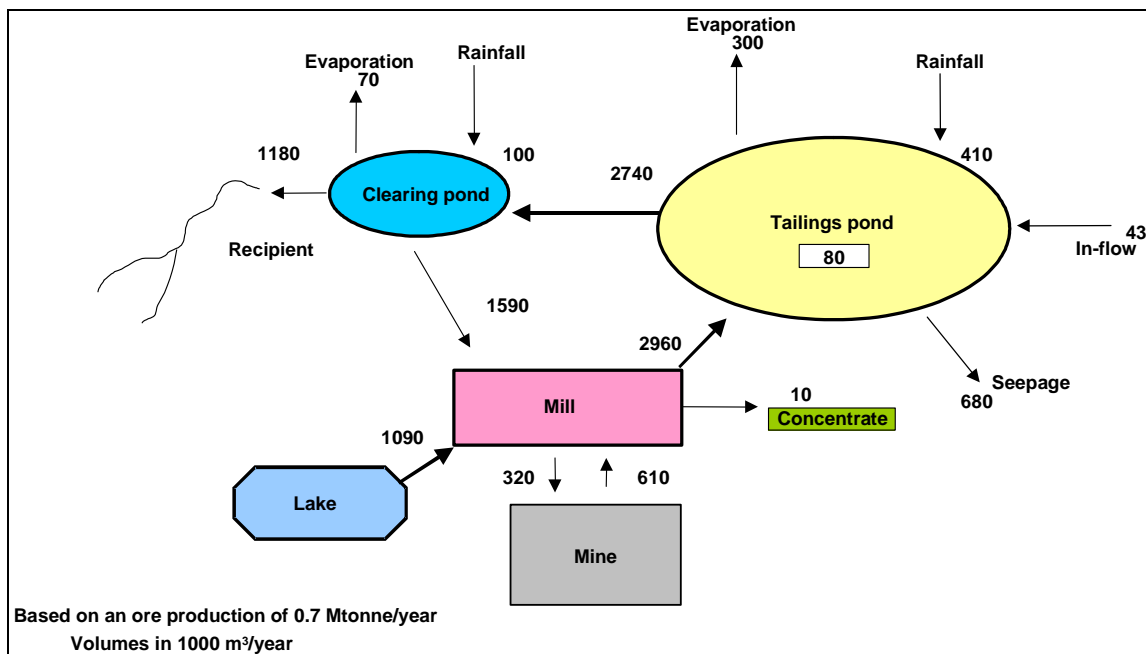 Evaporation
300
Evaporation
70
Rainfall
Rainfall
1180
100
2740
410
Clearing pond
Tailings pond
80
43
In-flow
Recipient
1590
2960
Seepage
680
Mill
10
Concentrate
1090
320
610
Lake
Mine
Based on an ore production of 0.7 Mtonne/year
Volumes in 1000 m³/year